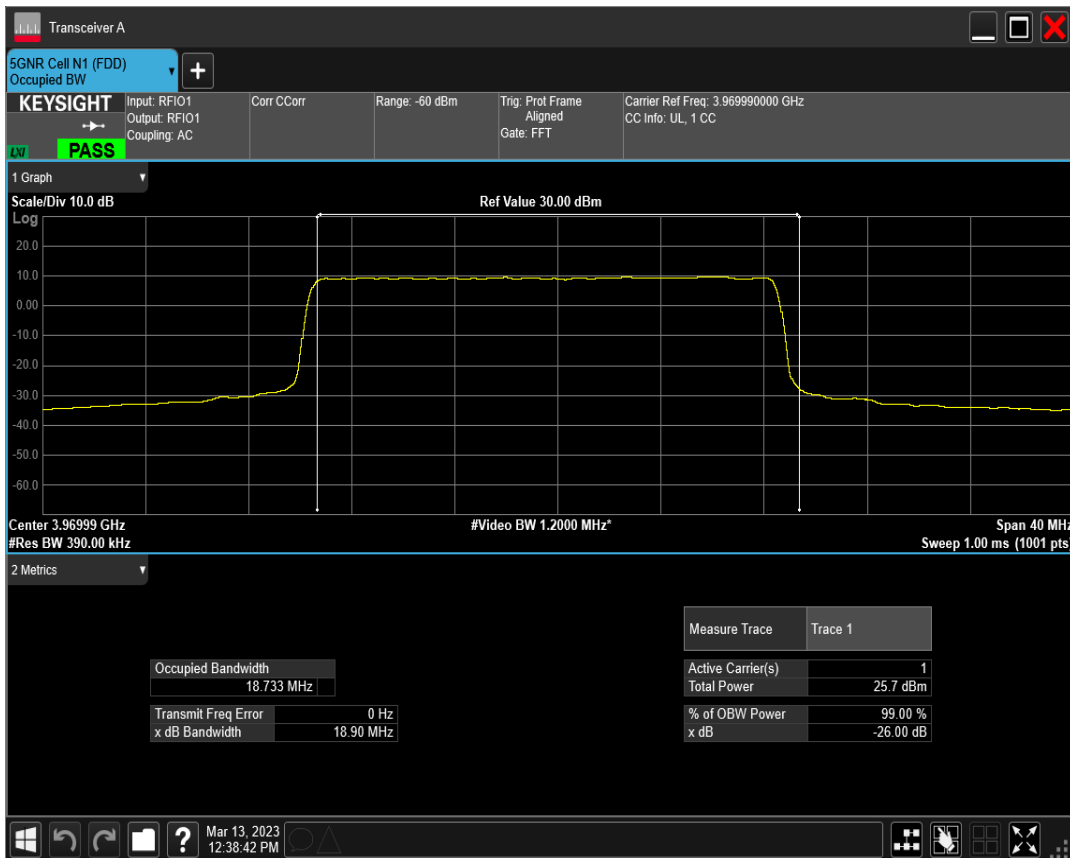 Transceiver A
5GNR Cell N1 (FDD)
Occupied BW
KEYSIGHT
LXI
PASS
Input: RFIO1
Output: RFIO1
Coupling: AC
Corr CCorr
Range: -60 dBm
Trig: Prot Frame
Aligned
Gate: FFT
Carrier Ref Freq: 3.969990000 GHz
CC Info: UL, 1 CC
1 Graph
Scale/Div 10.0 dB
Ref Value 30.00 dBm
Log
20.0
10.0
0.00
-10.0
-20.0
-30.0
-40.0
-50.0
-60.0
Center 3.96999 GHz
#Video BW 1.2000 MHz*
Span 40 MHz
#Res BW 390.00 kHz
Sweep 1.00 ms (1001 pts)
2 Metrics
Measure Trace Trace 1
Occupied Bandwidth
18.733 MHz
Active Carrier(s) 1
Total Power 25.7 dBm
Transmit Freq Error 0 Hz
x dB Bandwidth 18.90 MHz
% of OBW Power 99.00 %
x dB -26.00 dB
?
Mar 13, 2023
12:38:42 PM